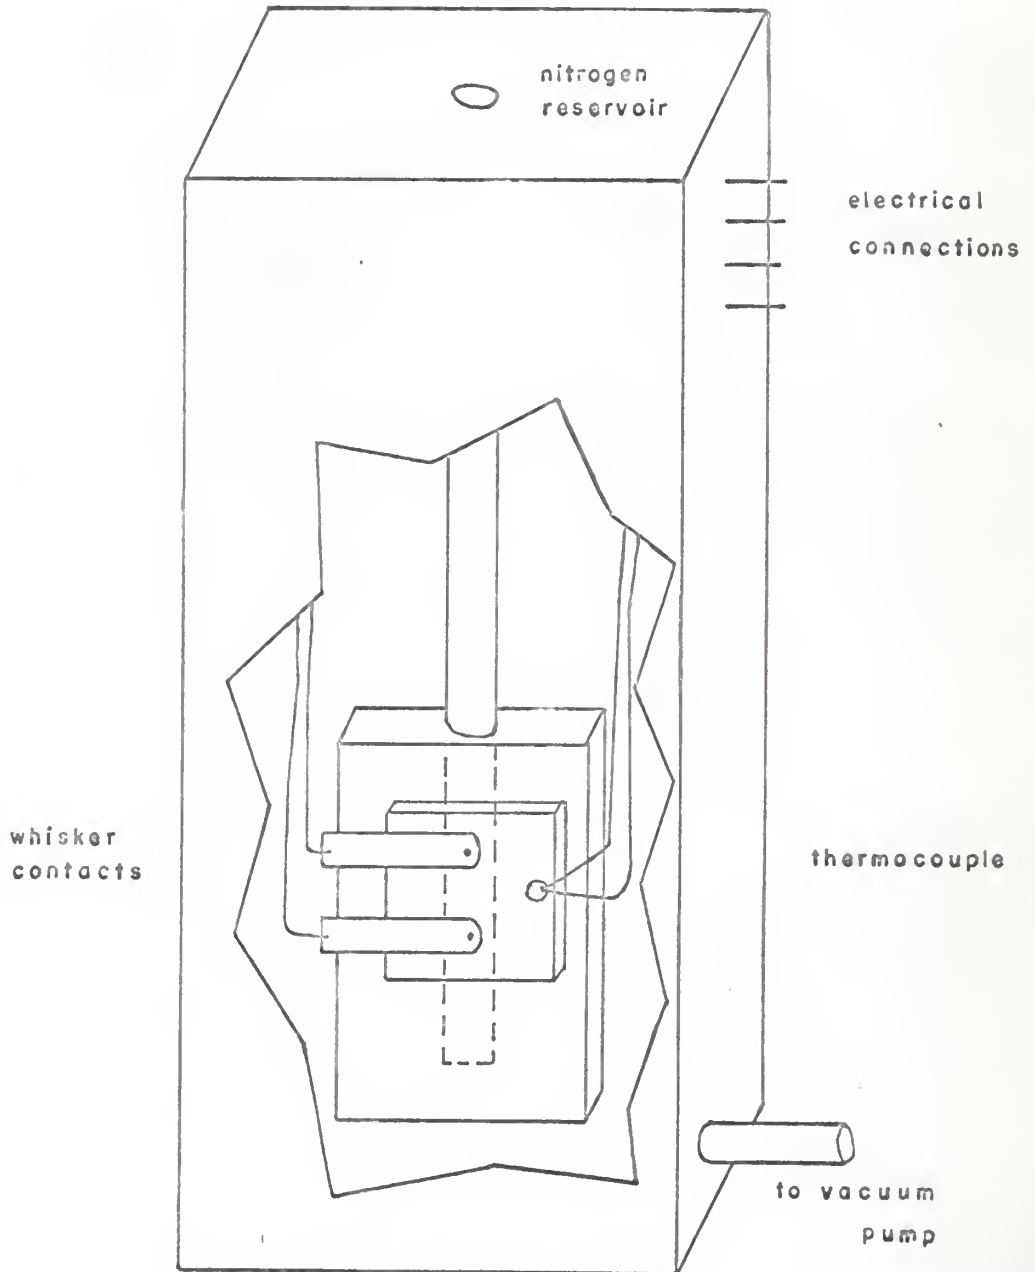 nitrogen
reservoir
electrical
connections
whisker
contacts
thermocouple
to vacuum
pump